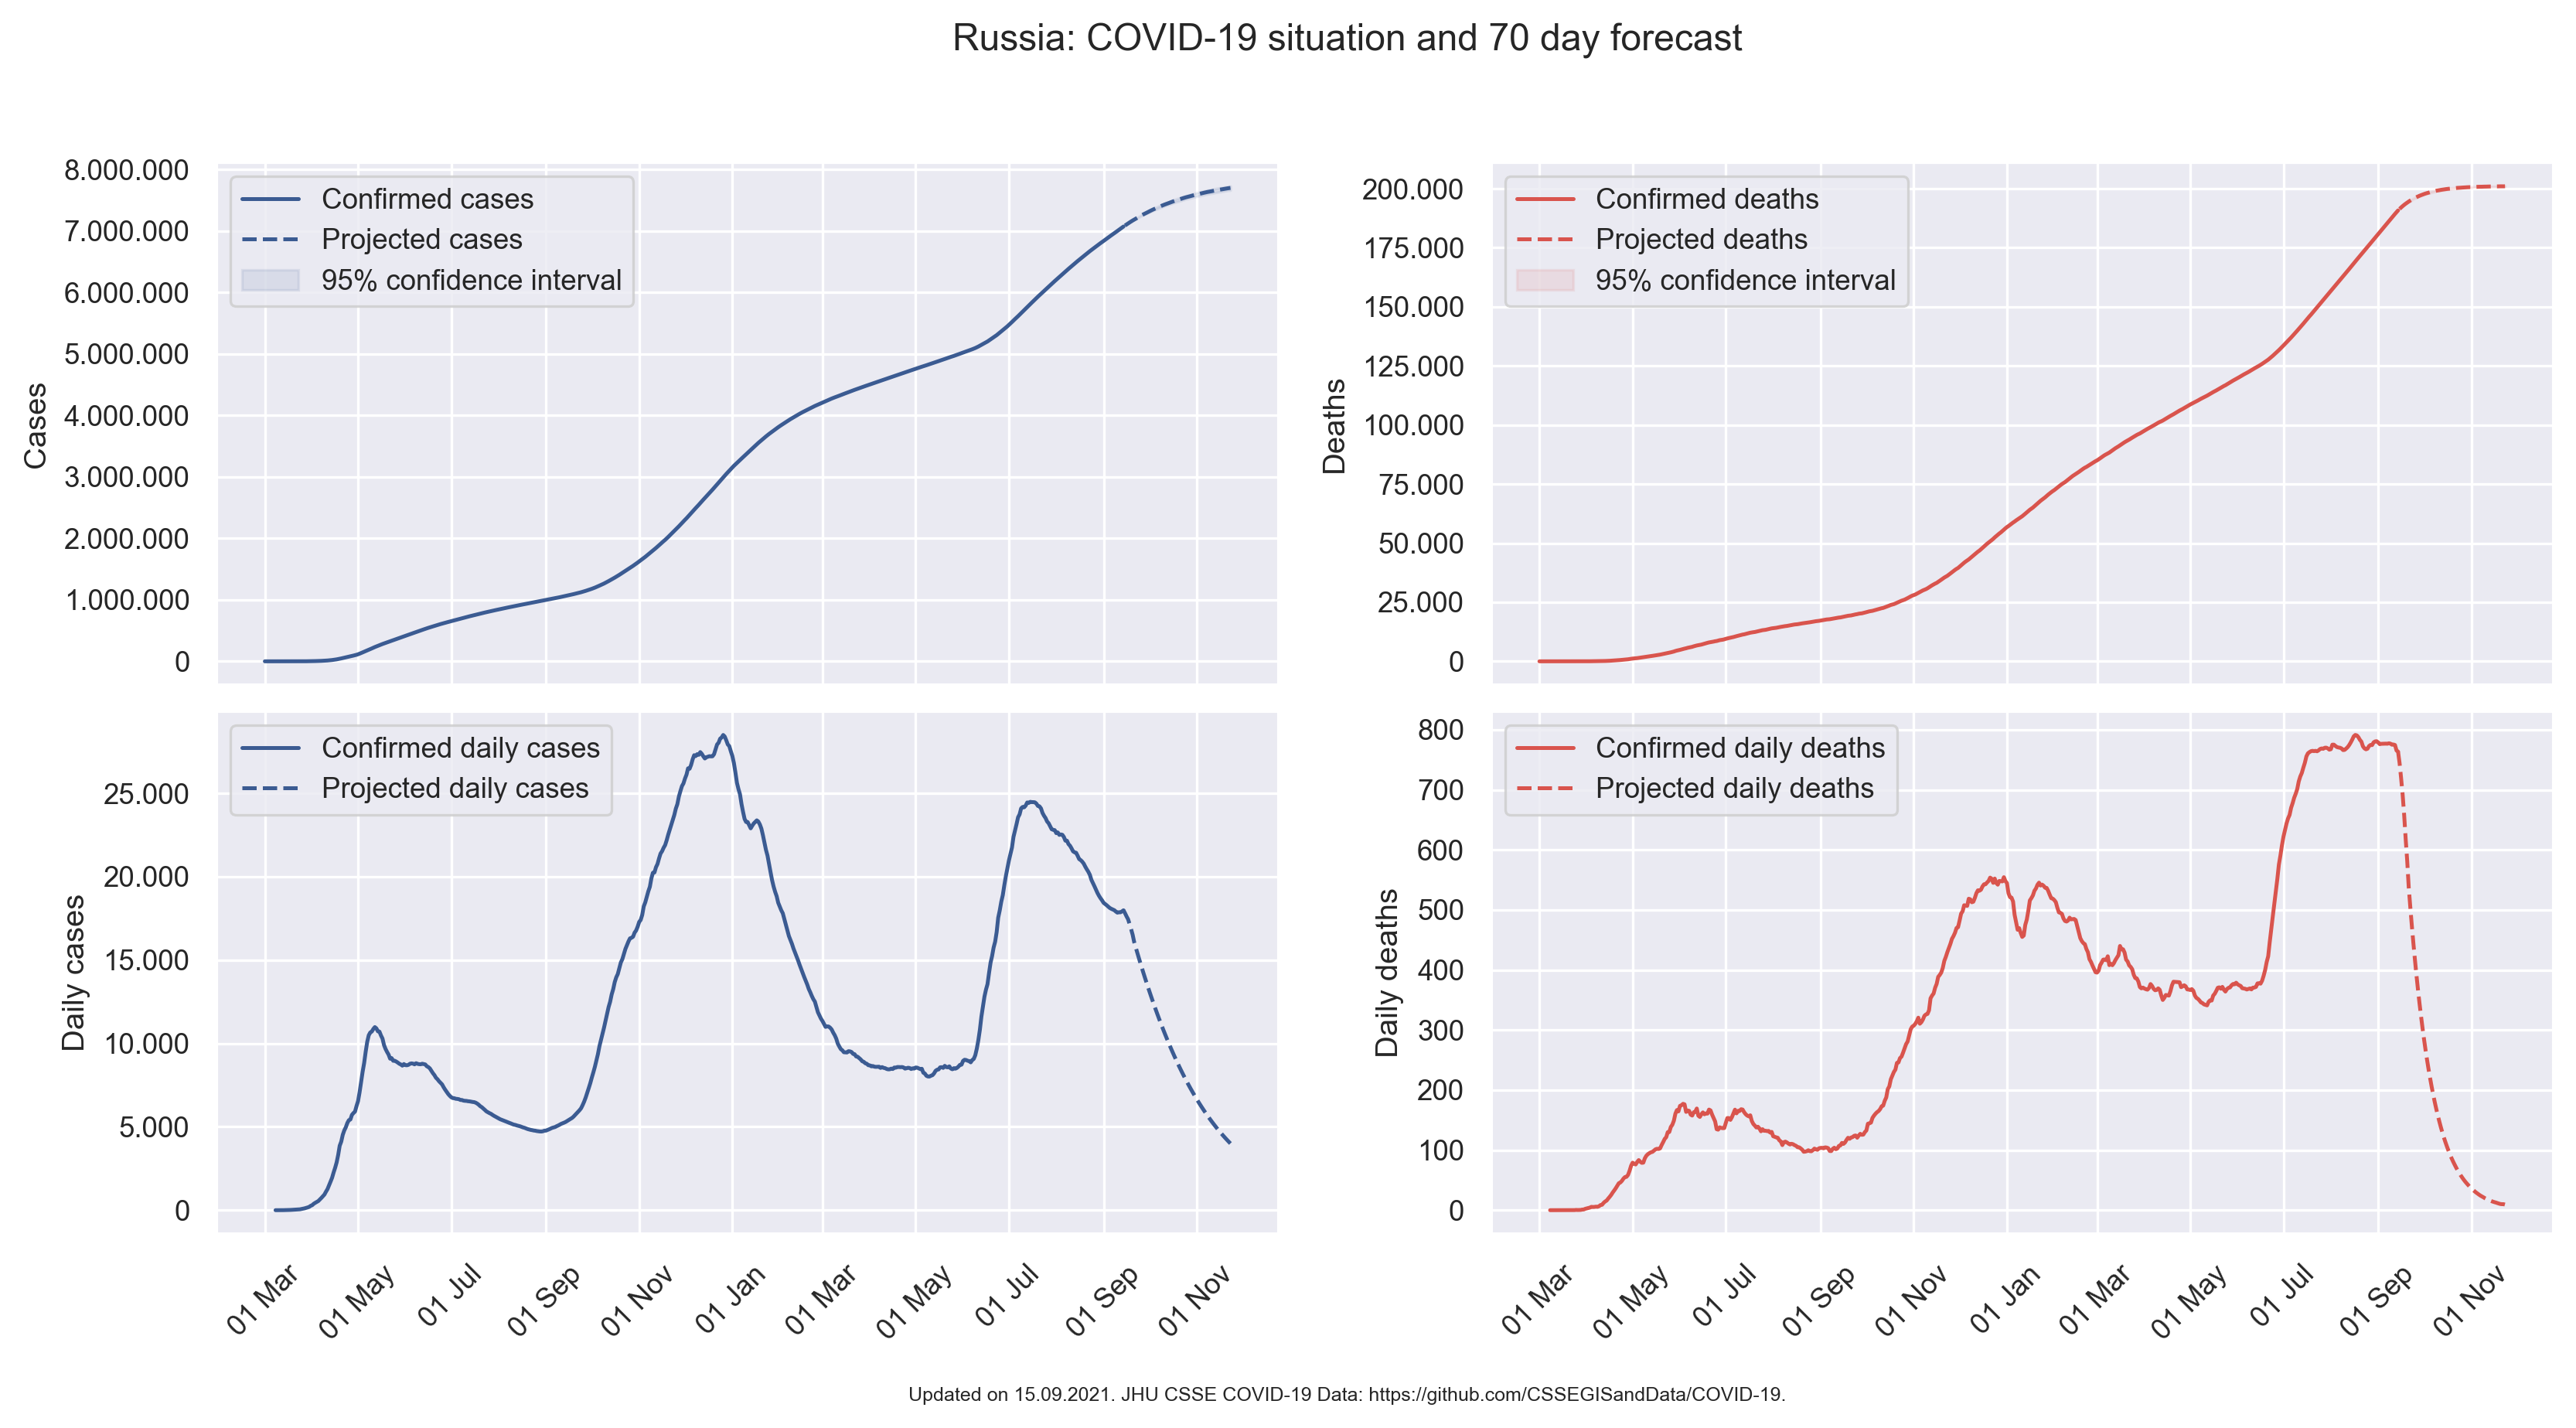 Russia: COVID-19 situation and 70 day forecast
8.000.000
7.000.000
6.000.000
5.000.000
4.000.000
3.000.000
2.000.000
1.000.000
0
Cases
Confirmed cases
Projected cases
95% confidence interval
200.000
175.000
150.000
125.000
100.000
75.000
50.000
25.000
0
Deaths
Confirmed deaths
Projected deaths
95% confidence interval
25.000
20.000
15.000
10.000
5.000
0
Daily cases
Confirmed daily cases
Projected daily cases
01 Mar
01 May
01 Jul
01 Sep
01 Nov
01 Jan
01 Mar
01 May
01 Jul
01 Sep
01 Nov
800
700
600
500
400
300
200
100
0
Daily deaths
Confirmed daily deaths
Projected daily deaths
01 Mar
01 May
01 Jul
01 Sep
01 Nov
01 Jan
01 Mar
01 May
01 Jul
01 Sep
01 Nov
Updated on 15.09.2021. JHU CSSE COVID-19 Data: https://github.com/CSSEGISandData/COVID-19.